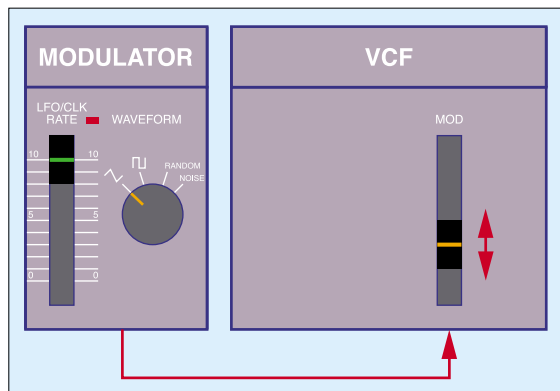 MODULATOR
VCF
LFO/CLK
RATE
WAVEFORM
MOD
RANDOM
NOISE
10 10
5 5
0 0